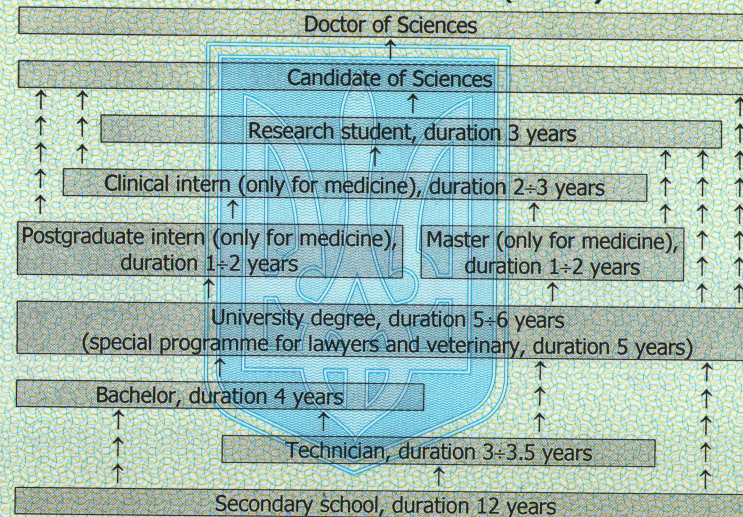 Doctor of Sciences
Candidate of Sciences
Research student, duration 3 years
Clinical intern (only for medicine), duration 2÷3 years
Postgraduate intern (only for medicine),
duration 1÷2 years
Master (only for medicine),
duration 1÷2 years
University degree, duration 5÷6 years
(special programme for lawyers and veterinary, duration 5 years)
Bachelor, duration 4 years
Technician, duration 3÷3.5 years
Secondary school, duration 12 years